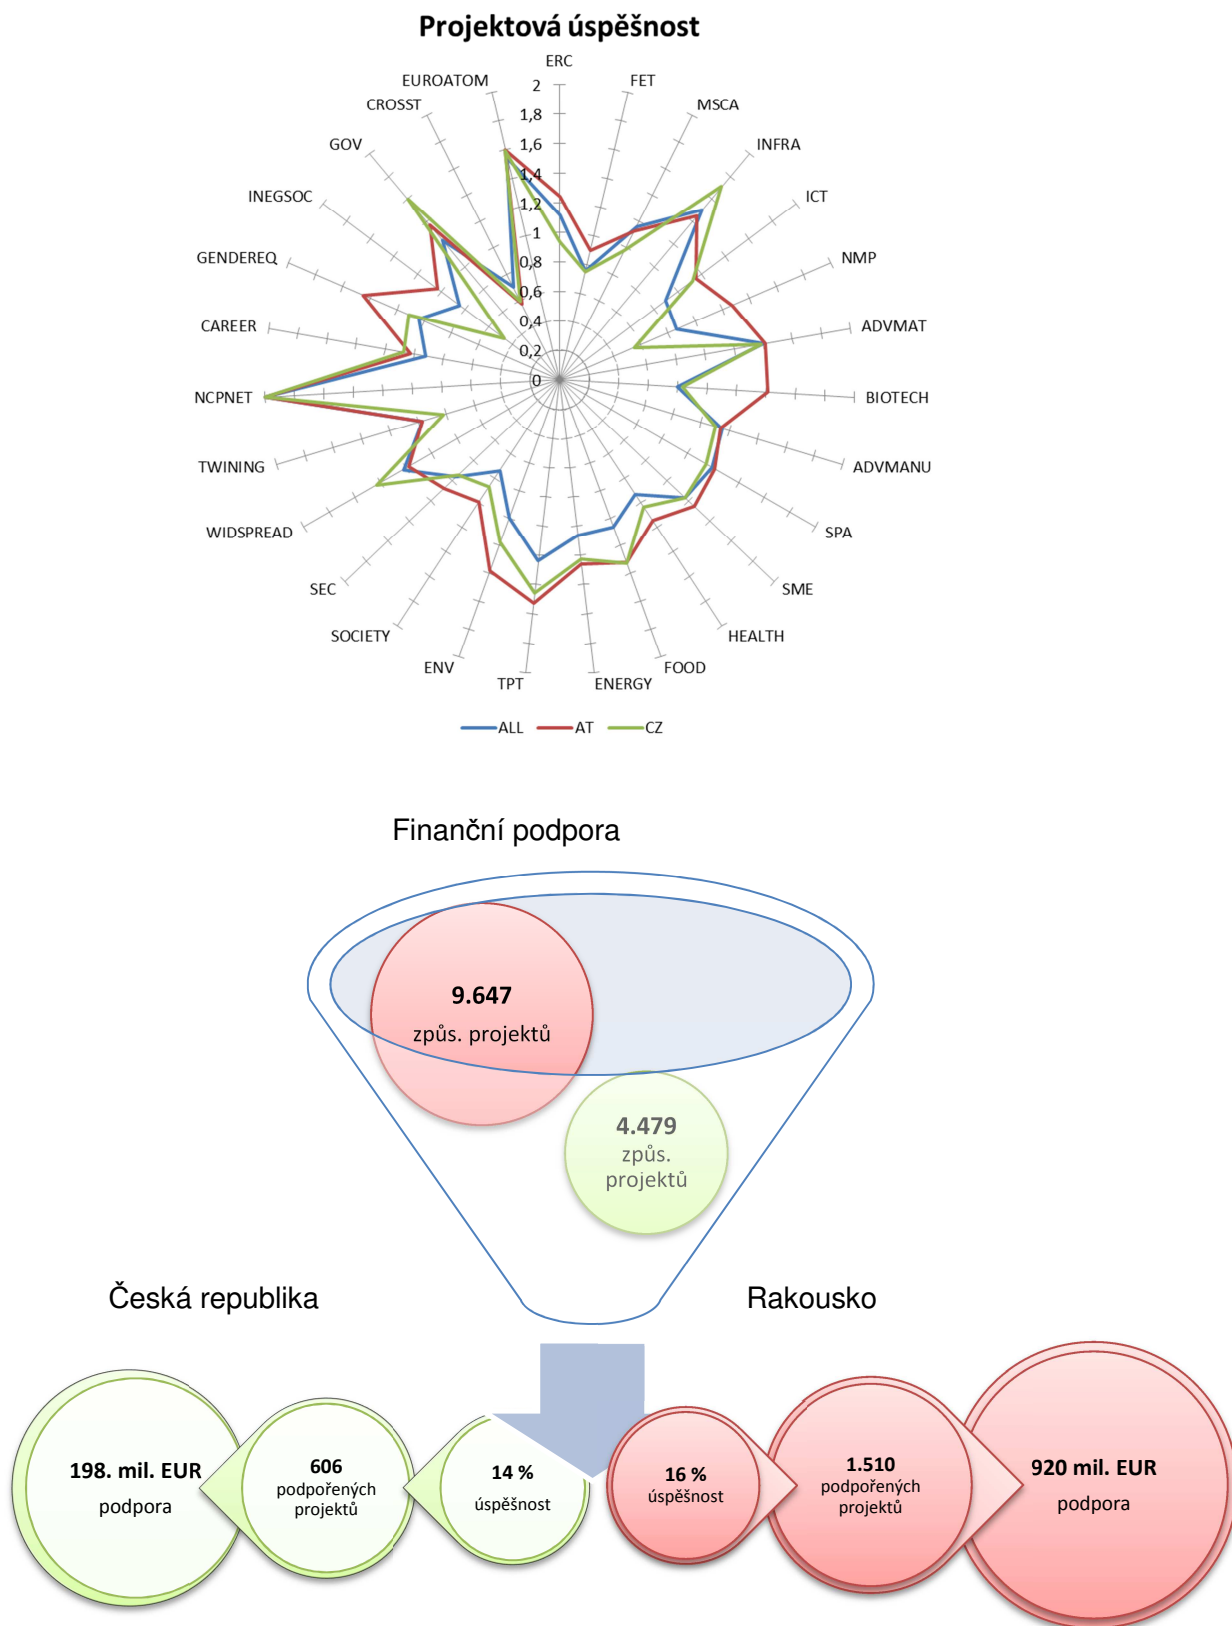 Projektová úspěšnost
ERC
FET
MSCA
INFRA
ICT
NMP
ADVMAT
BIOTECH
ADVMANU
SPA
SME
HEALTH
FOOD
ENERGY
TPT
ENV
SOCIETY
SEC
WIDSPREAD
TWINING
NCPNET
CAREER
GENDEREQ
INEGSOC
GOV
CROSST
EUROATOM
2
1,8
1,6
1,4
1,2
1
0,8
0,6
0,4
0,2
0
ALL AT CZ
Finanční podpora
9.647
způs. projektů
4.479
způs.
projektů
Česká republika
Rakousko
198. mil. EUR
podpora
606
podpořených
projektů
14 %
úspěšnost
16 %
úspěšnost
1.510
podpořených
projektů
920 mil. EUR
podpora